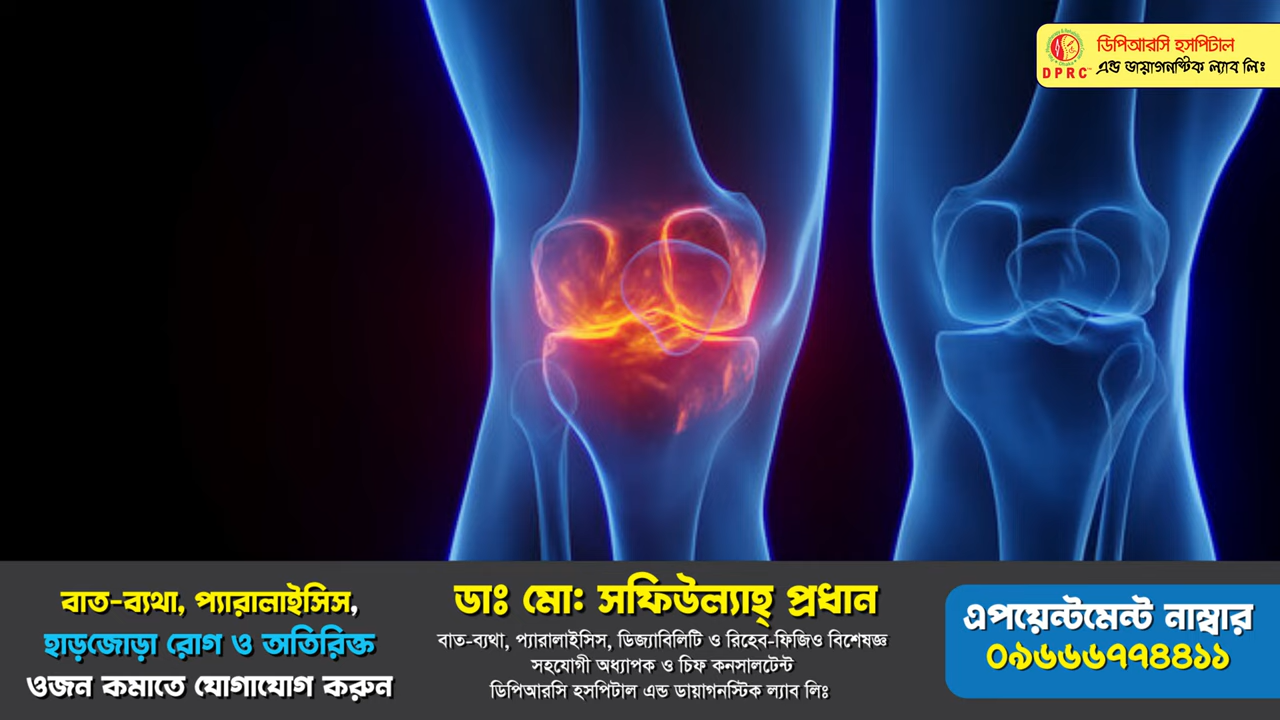 ডিপিআরসি হসপিটাল
এন্ড ডায়াগনস্টিক ল্যাব লিঃ
DPRC
বাত-ব্যথা, প্যারালাইসিস,
হাড়জোড়া রোগ ও অতিরিক্ত
ওজন কমাতে যোগাযোগ করুন
ডাঃ মো: সফিউল্যাহ্ প্রধান
বাত-ব্যথা, প্যারালাইসিস, ডিজ্যাবিলিটি ও রিহেব-ফিজিও বিশেষজ্ঞ
সহযোগী অধ্যাপক ও চিফ কনসালটেন্ট
ডিপিআরসি হসপিটাল এন্ড ডায়াগনস্টিক ল্যাব লিঃ
এপয়েন্টমেন্ট নাম্বার
০৯৬৬৬৭৭৪৪১১